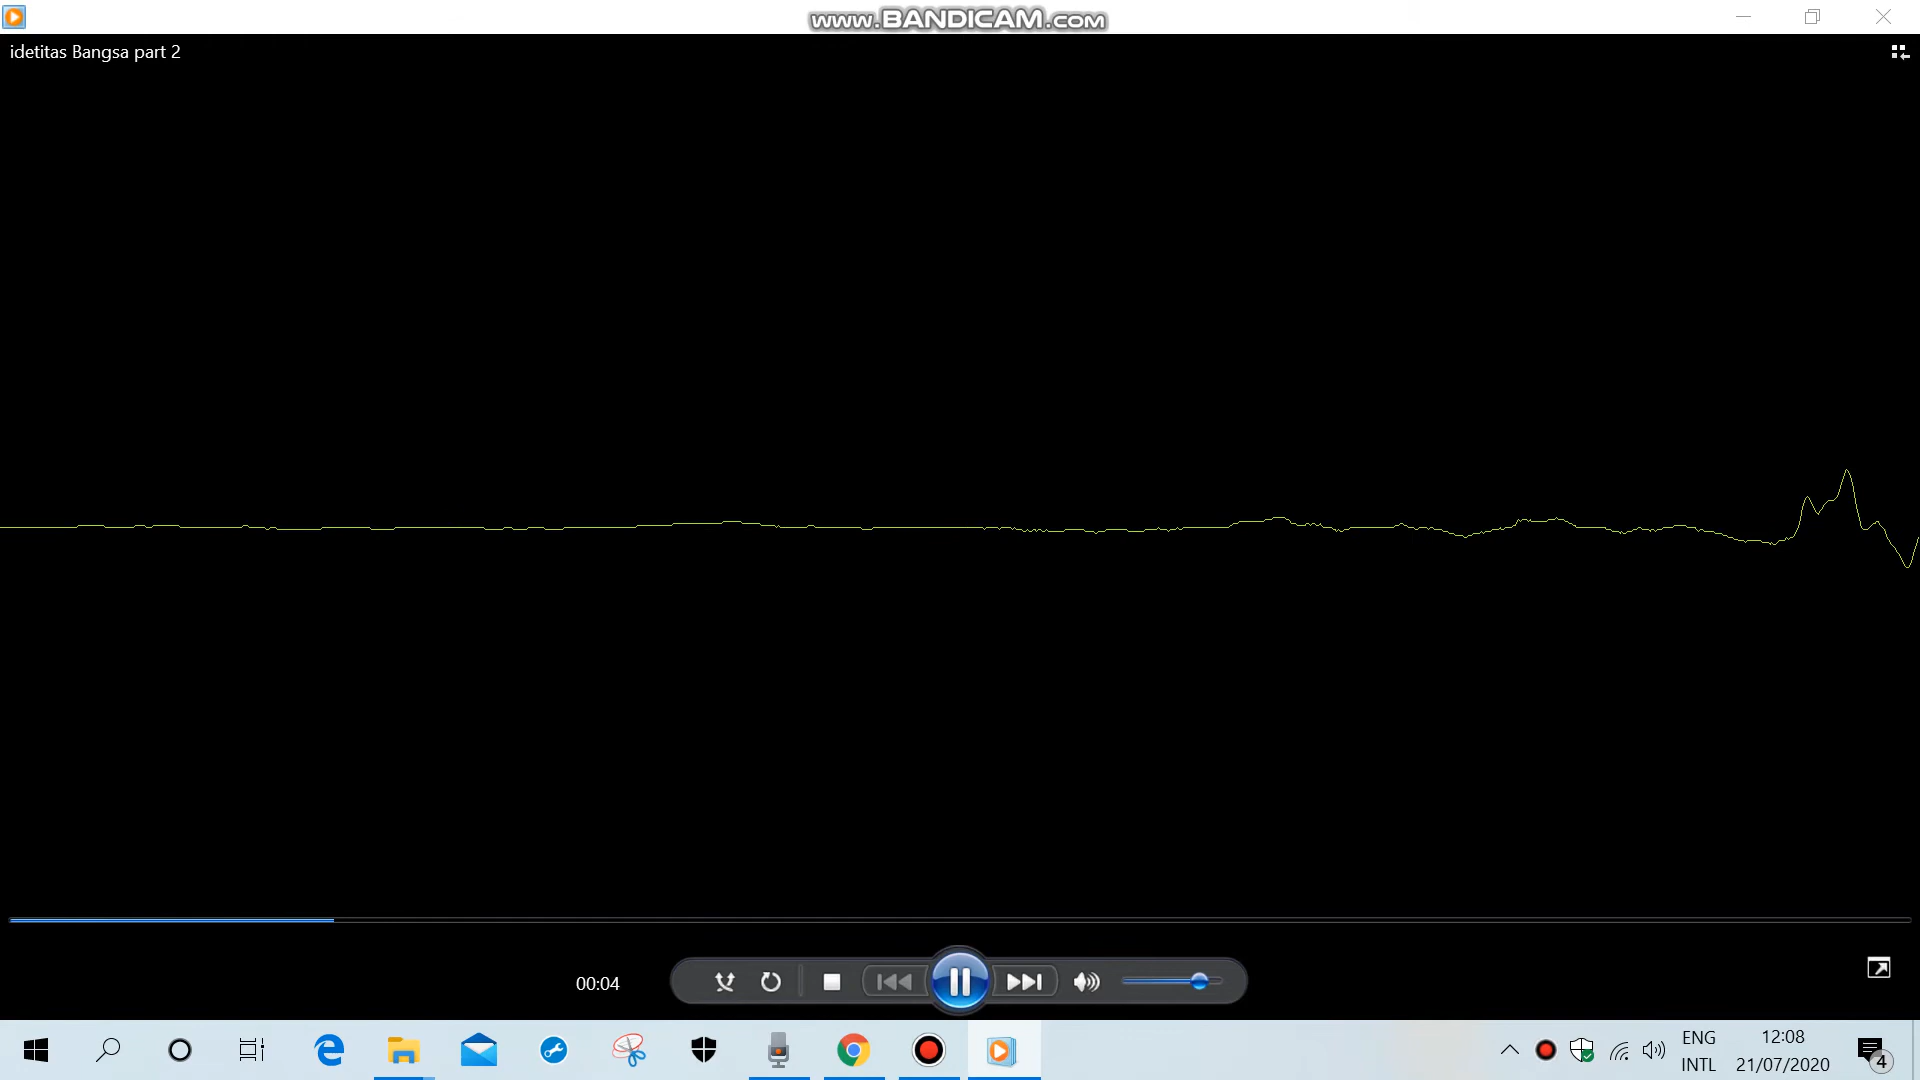 www.BANDICAM.com
idetitas Bangsa part 2
00:04
ENG
INTL
12:08
21/07/2020
4